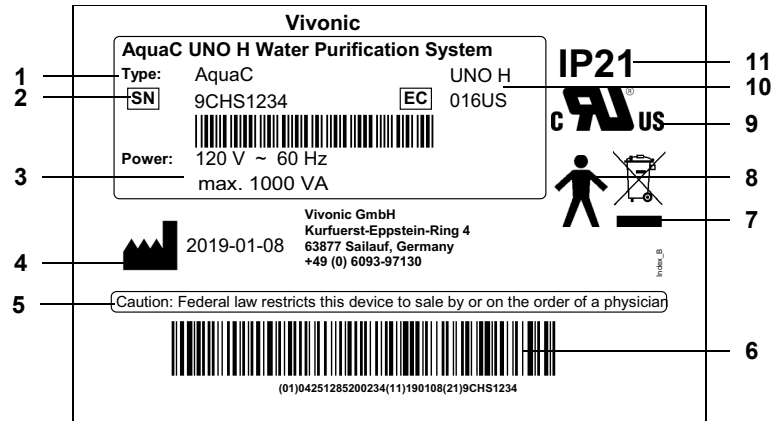 Vivonic
AquaC UNO H Water Purification System
1 Type: AquaC UNO H
2 SN 9CHS1234 EC 016US
Power: 120 V ~ 60 Hz
3 max. 1000 VA
IP21 11
10
® 
C RU US 9
8
7
4 2019-01-08
Vivonic GmbH
Kurfuerst-Eppstein-Ring 4
63877 Sailauf, Germany
+49 (0) 6093-97130
Index_B
5 Caution: Federal law restricts this device to sale by or on the order of a physician
6
(01)04251285200234(11)190108(21)9CHS1234